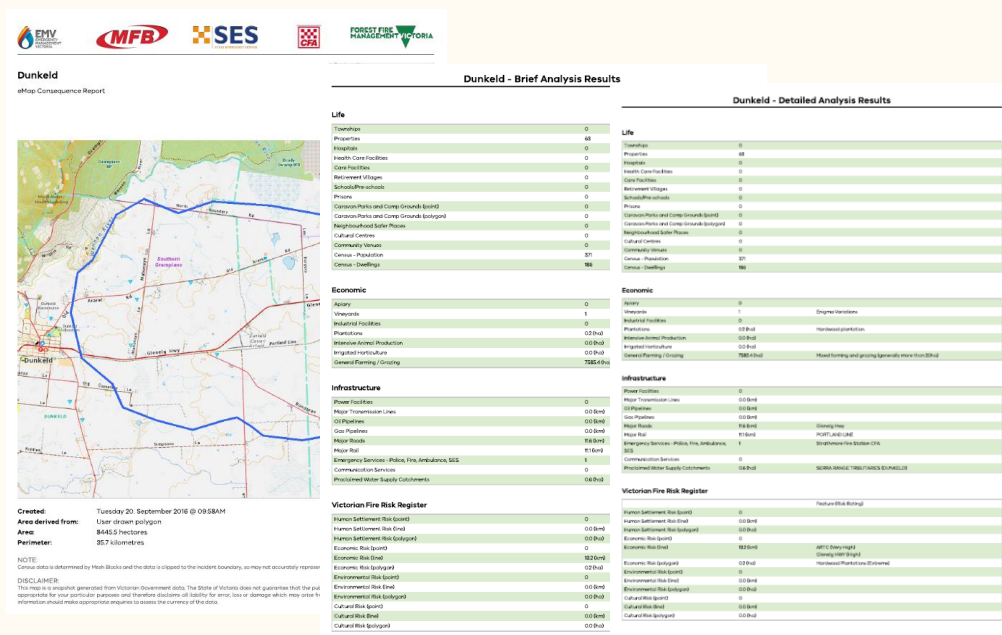 EMV
EMERGENCY
MANAGEMENT
VICTORIA
MFB
SES
CFA
FOREST FIRE
MANAGEMENT VICTORIA
Dunkeld
eMap Consequence Report
Southern
Grampians
Glenelg Hwy
Dunkeld
DUNKELD
Created: Tuesday 20. September 2016 @ 09:58AM
Area derived from: User drawn polygon
Area: 8445.5 hectares
Perimeter: 35.7 kilometres
NOTE:
Census data is determined by Mesh Blocks and the data is clipped to the incident boundary, so may not accurately represen
DISCLAIMER:
This map is a snapshot generated from Victorian Government data. The State of Victoria does not guarantee that the pu
appropriate for your particular purposes and therefore disclaims all liability for error, loss or damage which may arise fr
information should make appropriate enquiries to assess the currency of the data.
Dunkeld - Brief Analysis Results
Life
Townships 0
Properties 63
Hospitals 0
Health Care Facilities 0
Care Facilities 0
Retirement Villages 0
Schools/Pre-schools 0
Prisons 0
Caravan Parks and Camp Grounds (point) 0
Caravan Parks and Camp Grounds (polygon) 0
Neighbourhood Safer Places 0
Cultural Centres 0
Community Venues 0
Census - Population 371
Census - Dwellings 186
Economic
Apiary 0
Vineyards 1
Industrial Facilities 0
Plantations 0.2 (ha)
Intensive Animal Production 0.0 (ha)
Irrigated Horticulture 0.0 (ha)
General Farming / Grazing 7585.4 (ha
Infrastructure
Power Facilities 0
Major Transmission Lines 0.0 (km)
Oil Pipelines 0.0 (km)
Gas Pipelines 0.0 (km)
Major Roads 11.6 (km)
Major Rail 11.1 (km)
Emergency Services - Police, Fire, Ambulance, SES 1
Communication Services 0
Proclaimed Water Supply Catchments 0.6 (ha)
Victorian Fire Risk Register
Human Settlement Risk (point) 0
Human Settlement Risk (line) 0.0 (km)
Human Settlement Risk (polygon) 0.0 (ha)
Economic Risk (point) 0
Economic Risk (line) 18.2 (km)
Economic Risk (polygon) 0.2 (ha)
Environmental Risk (point) 0
Environmental Risk (line) 0.0 (km)
Environmental Risk (polygon) 0.0 (ha)
Cultural Risk (point) 0
Cultural Risk (line) 0.0 (km)
Cultural Risk (polygon) 0.0 (ha)
Dunkeld - Detailed Analysis Results
Life
Townships 0
Properties 63
Hospitals 0
Health Care Facilities 0
Care Facilities 0
Retirement Villages 0
Schools/Pre-schools 0
Prisons 0
Caravan Parks and Camp Grounds (point) 0
Caravan Parks and Camp Grounds (polygon) 0
Neighbourhood Safer Places 0
Cultural Centres 0
Community Venues 0
Census - Population 371
Census - Dwellings 186
Economic
Apiary 0
Vineyards 1 Enigma Variations
Industrial Facilities 0
Plantations 0.2 (ha) Hardwood plantation
Intensive Animal Production 0.0 (ha)
Irrigated Horticulture 0.0 (ha)
General Farming / Grazing 7585.4 (ha) Mixed farming and grazing (generally more than 20ha)
Infrastructure
Power Facilities 0
Major Transmission Lines 0.0 (km)
Oil Pipelines 0.0 (km)
Gas Pipelines 0.0 (km)
Major Roads 11.6 (km) Glenelg Hwy
Major Rail 11.1 (km) PORTLAND LINE
Emergency Services - Police, Fire, Ambulance, 1 Strathmore Fire Station CFA
SES
Communication Services 0
Proclaimed Water Supply Catchments 0.6 (ha) SERRA RANGE TRIBUTARIES (DUNKELD)
Victorian Fire Risk Register
Feature (Risk Rating)
Human Settlement Risk (point) 0
Human Settlement Risk (line) 0.0 (km)
Human Settlement Risk (polygon) 0.0 (ha)
Economic Risk (point) 0
Economic Risk (line) 18.2 (km) ARTC (Very High)
Glenelg HWY (High)
Economic Risk (polygon) 0.2 (ha) Hardwood Plantations (Extreme)
Environmental Risk (point) 0
Environmental Risk (line) 0.0 (km)
Environmental Risk (polygon) 0.0 (ha)
Cultural Risk (point) 0
Cultural Risk (line) 0.0 (km)
Cultural Risk (polygon) 0.0 (ha)